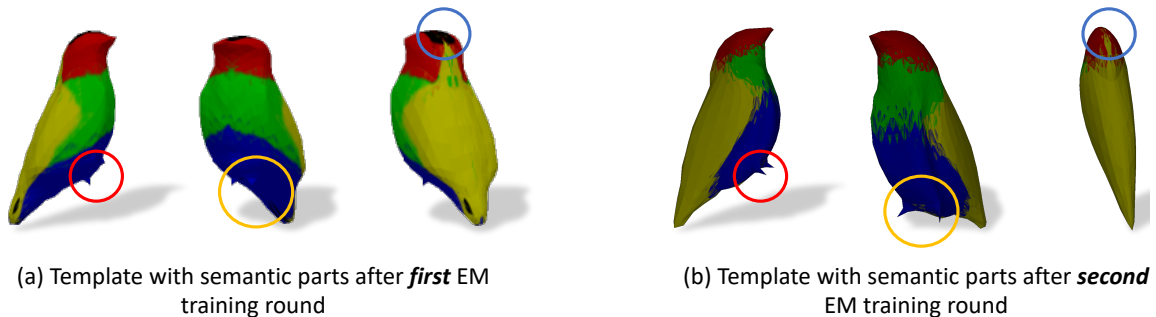 (a) Template with semantic parts after first EM
training round
(b) Template with semantic parts after second
EM training round